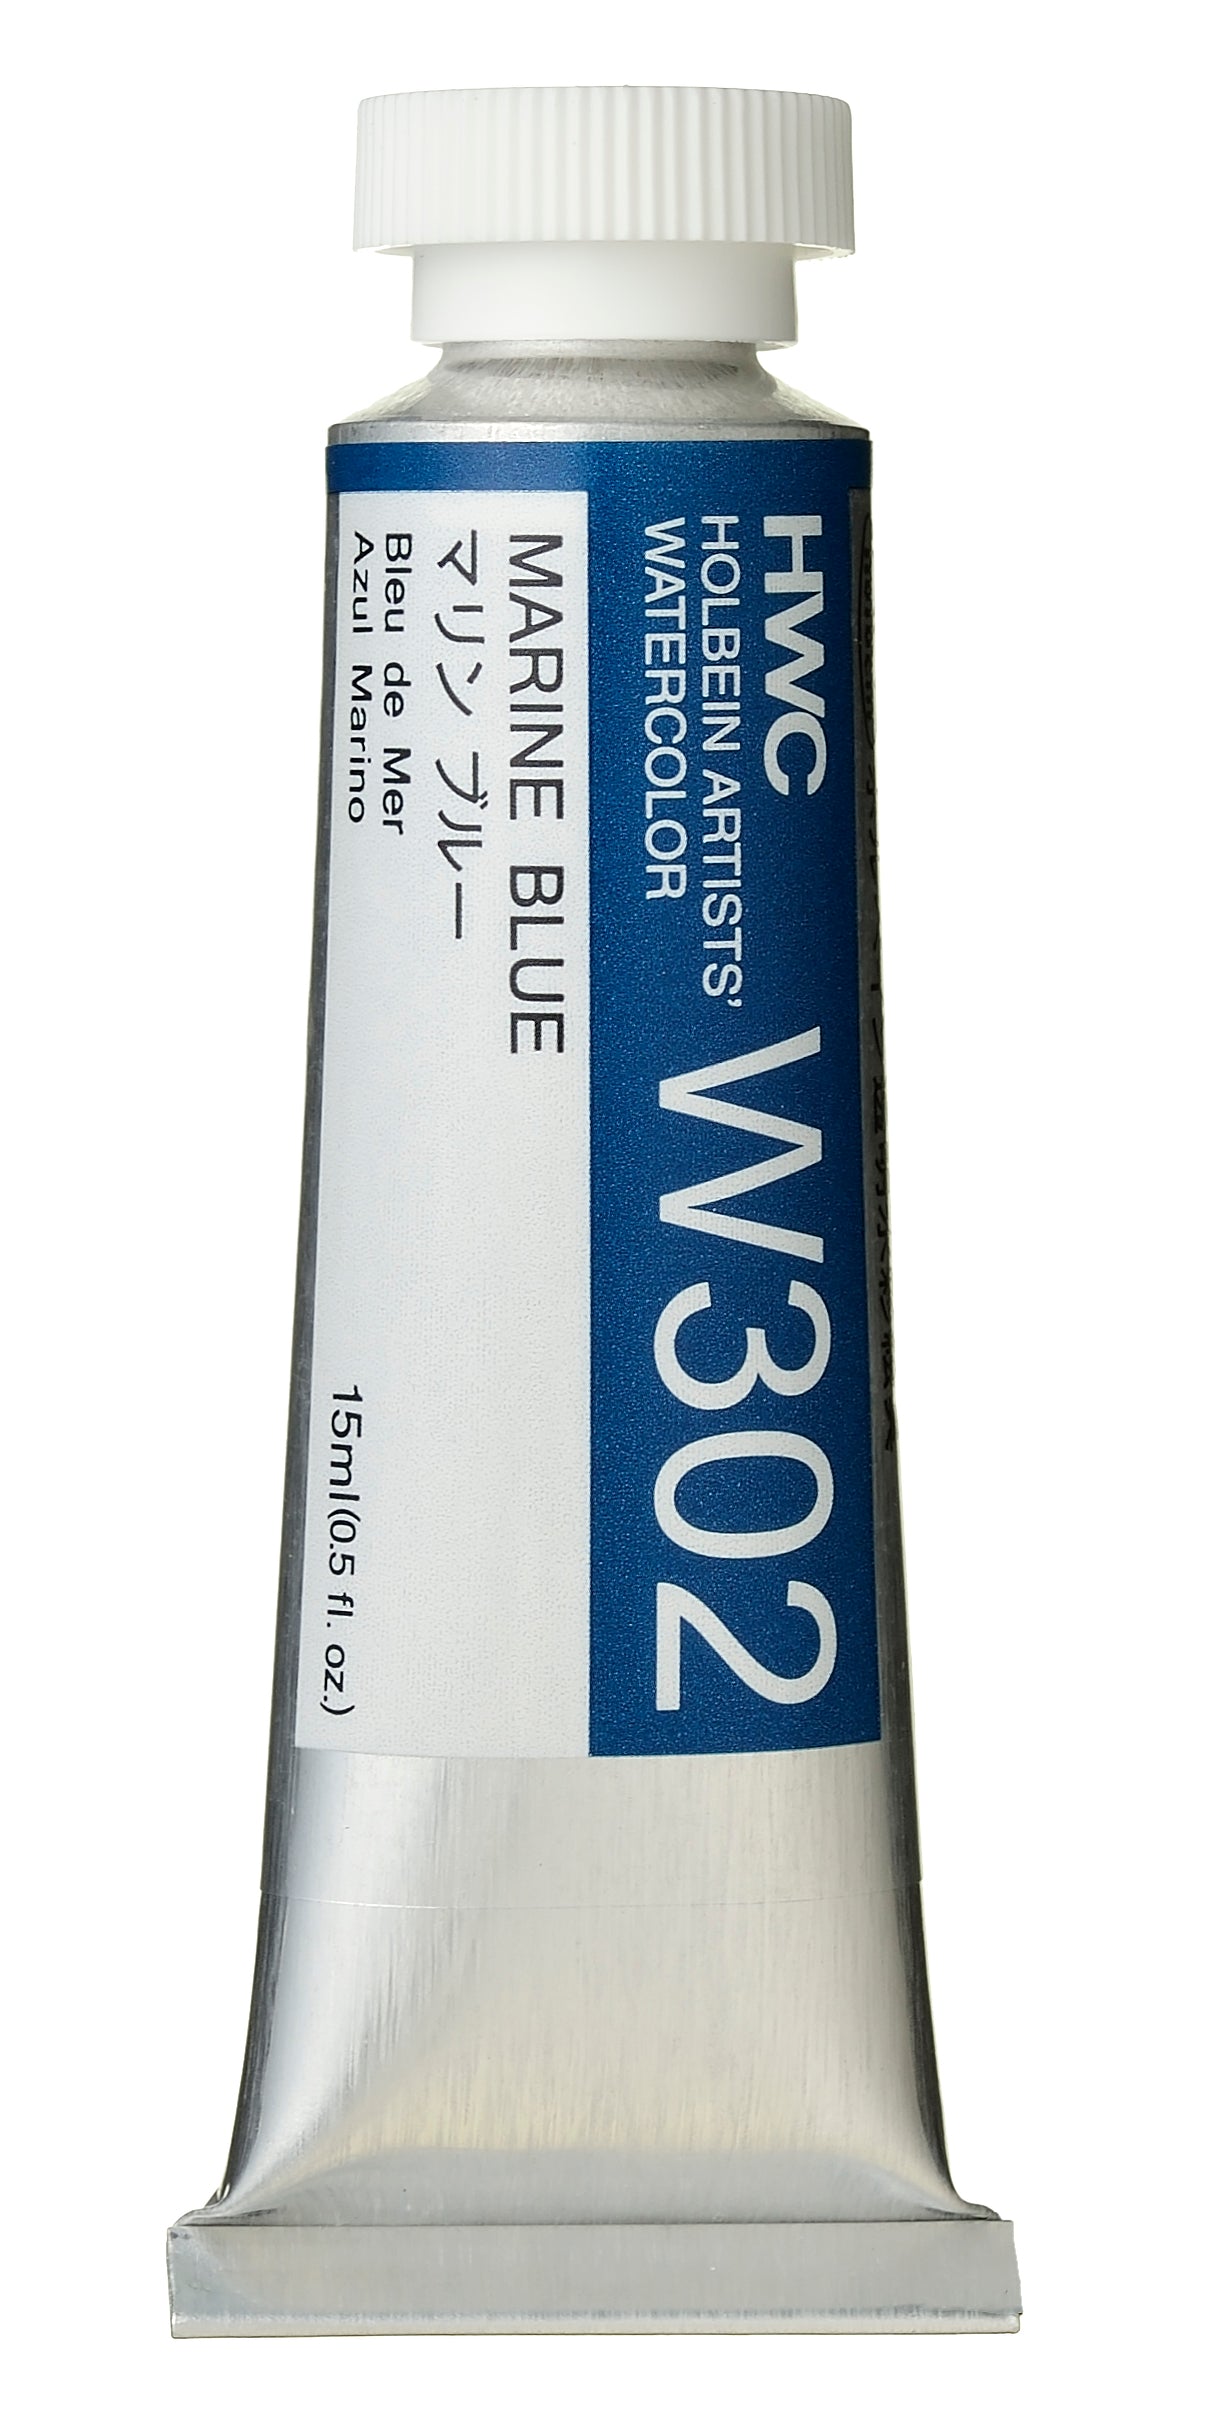 HWC
HOLBEIN ARTISTS'
WATERCOLOR
W302
MARINE BLUE
マリン ブルー
Bleu de Mer
Azul Marino
15ml(0.5 fl. oz.)